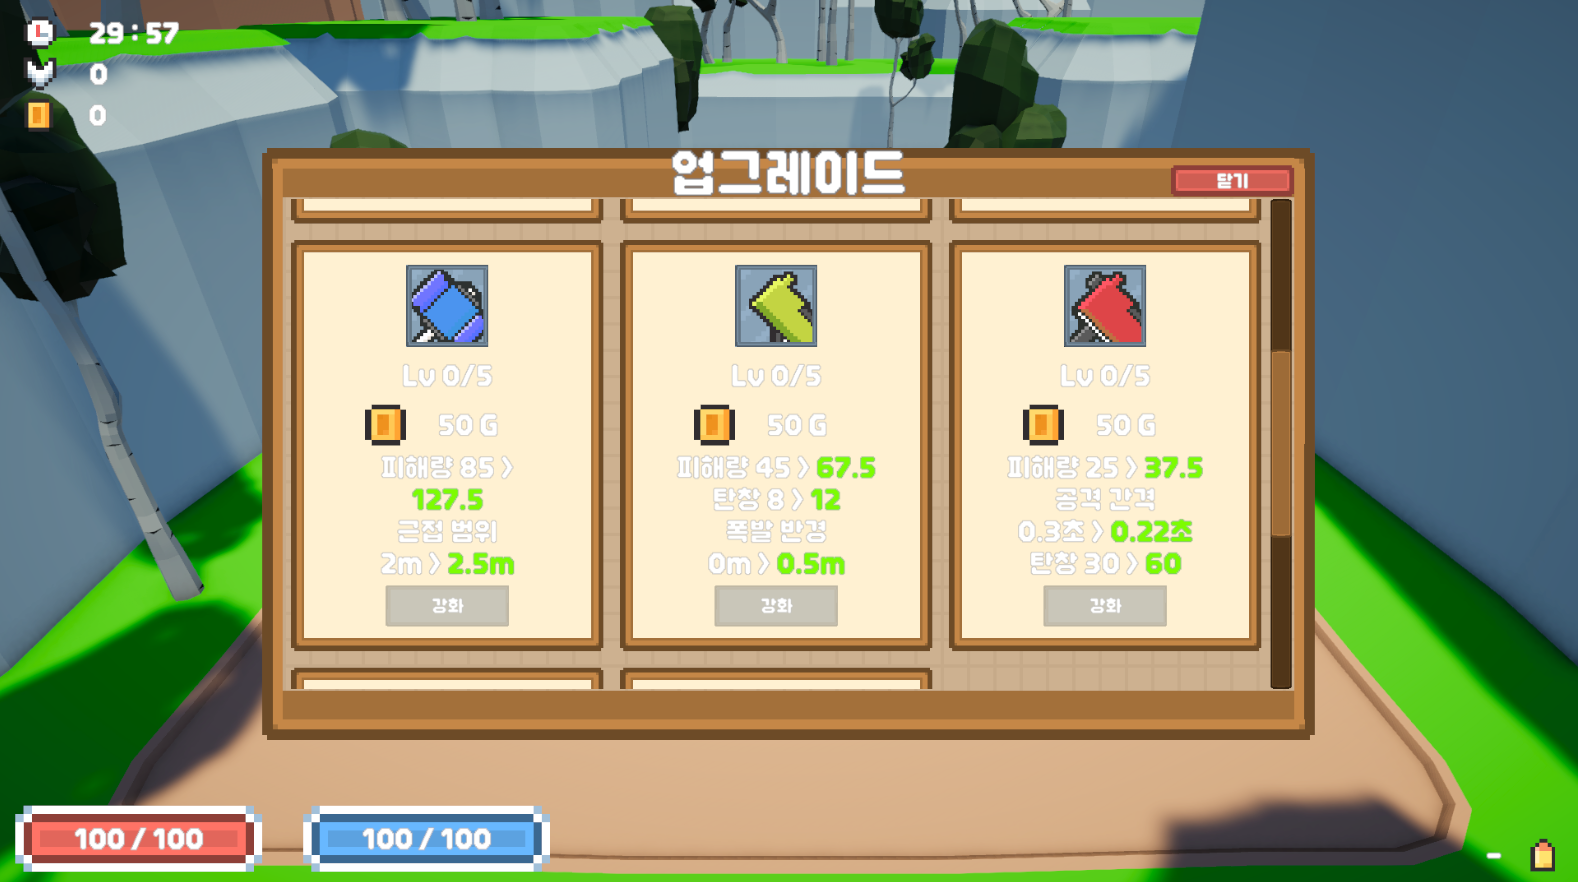 29 : 57
0
0
업그레이드
닫기
Lv 0/5
50 G
피해량 85 >
127.5
근접 범위
2m > 2.5m
강화
Lv 0/5
50 G
피해량 45 > 67.5
탄창 8 > 12
폭발 반경
0m > 0.5m
강화
Lv 0/5
50 G
피해량 25 > 37.5
공격 간격
0.3초 > 0.22초
탄창 30 > 60
강화
100 / 100
100 / 100
-